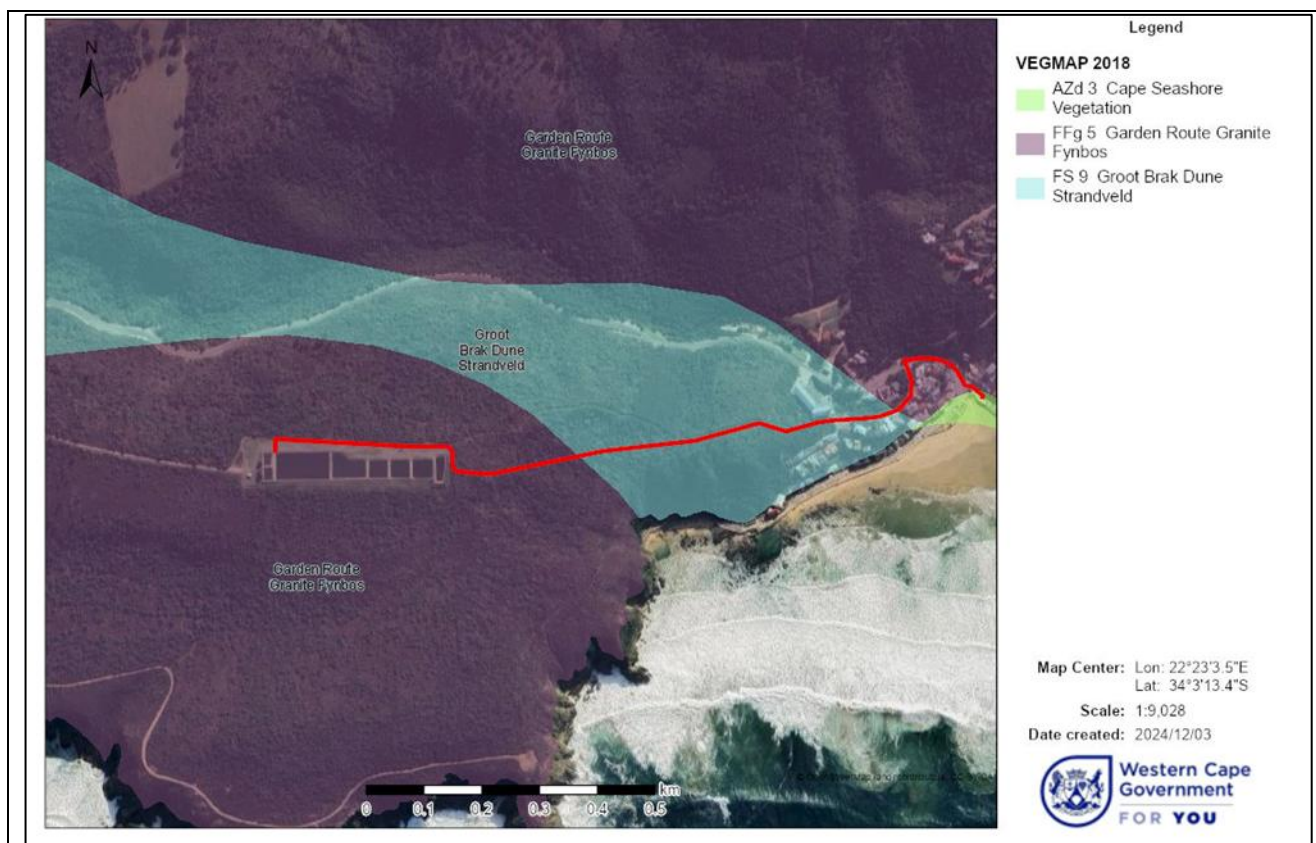 N
Garden Route
Granite Fynbos
Groot
Brak Dune
Strandveld
Garden Route
Granite Fynbos
km
0 0.1 0.2 0.3 0.4 0.5
Legend
VEGMAP 2018
AZd 3 Cape Seashore
Vegetation
FFg 5 Garden Route Granite
Fynbos
FS 9 Groot Brak Dune
Strandveld
Map Center: Lon: 22°23'3.5"E
Lat: 34°3'13.4"S
Scale: 1:9,028
Date created: 2024/12/03
Western Cape
Government
FOR YOU